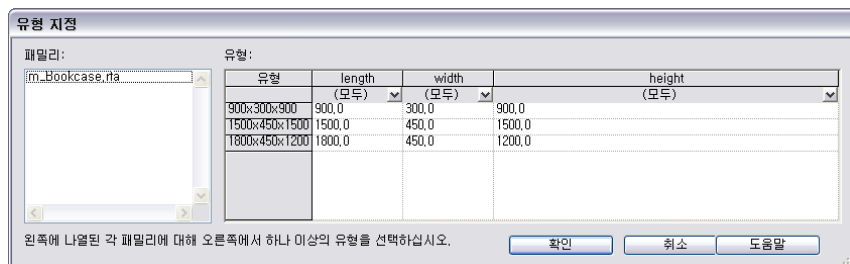 유형 지정
패밀리: 유형:
m_Bookcase.rfa
유형 length width height
(모두) (모두) (모두)
900x300x900 900,0 300,0 900,0
1500x450x1500 1500,0 450,0 1500,0
1800x450x1200 1800,0 450,0 1200,0
왼쪽에 나열된 각 패밀리에 대해 오른쪽에서 하나 이상의 유형을 선택하십시오.
확인 취소 도움말